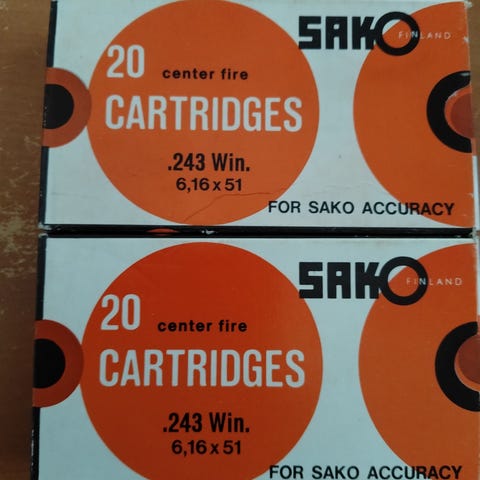 SAKO FINLAND
20 center fire
CARTRIDGES
.243 Win.
6,16 x 51
FOR SAKO ACCURACY
SAKO FINLAND
20 center fire
CARTRIDGES
.243 Win.
6,16 x 51
FOR SAKO ACCURACY